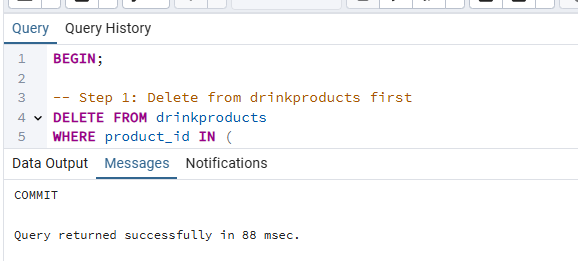 Query Query History
1 BEGIN;
2
3 -- Step 1: Delete from drinkproducts first
4 DELETE FROM drinkproducts
5 WHERE product_id IN (
Data Output Messages Notifications
COMMIT
Query returned successfully in 88 msec.